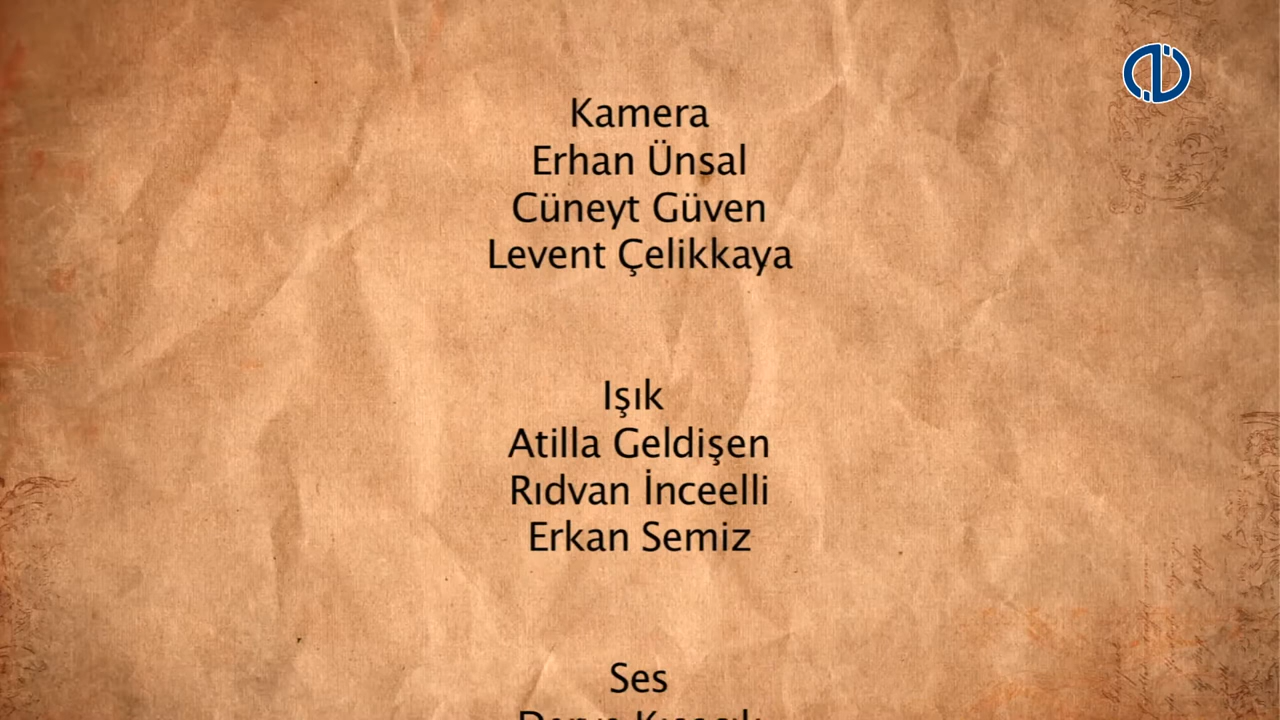 Kamera
Erhan Ünsal
Cüneyt Güven
Levent Çelikkaya
Işık
Atilla Geldişen
Rıdvan İnceelli
Erkan Semiz
Ses